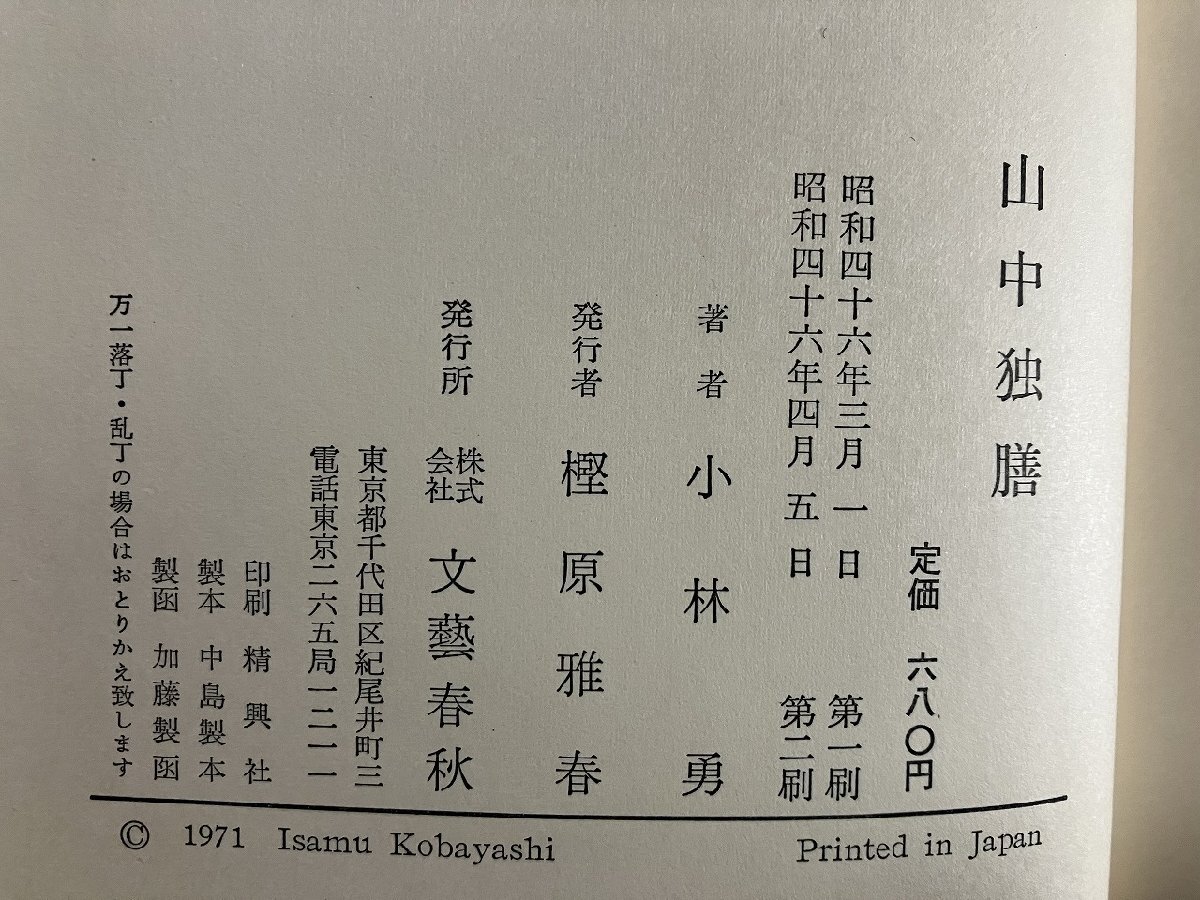 山中独膳
定価 六八〇円
昭和四十六年三月一日 第一刷
昭和四十六年四月五日 第二刷
著者 小林勇
発行者 樫原雅春
発行所 株式会社 文藝春秋
東京都千代田区紀尾井町三
電話東京二六五局一二一一
印刷 精興社
製本 中島製本
製函 加藤製函
万一落丁・乱丁の場合はおとりかえ致します
© 1971 Isamu Kobayashi
Printed in Japan